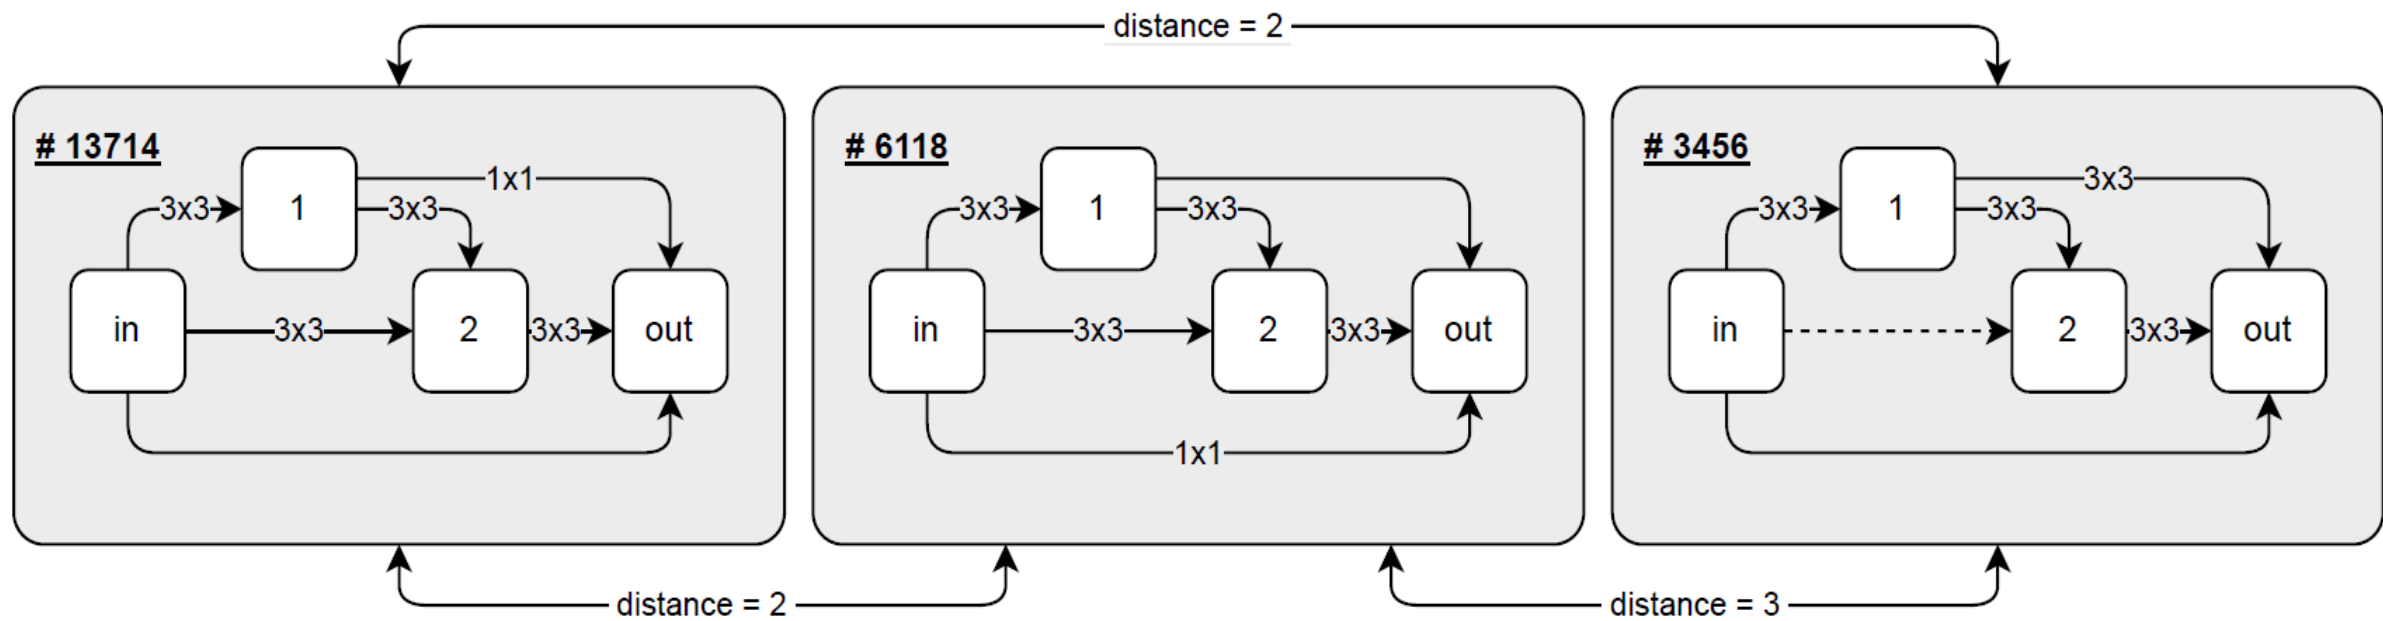 distance = 2
# 13714
1
1x1
3x3
3x3
in
3x3
2
3x3
out
# 6118
1
3x3
3x3
in
3x3
2
3x3
out
1x1
# 3456
1
3x3
3x3
3x3
in
2
3x3
out
distance = 2
distance = 3